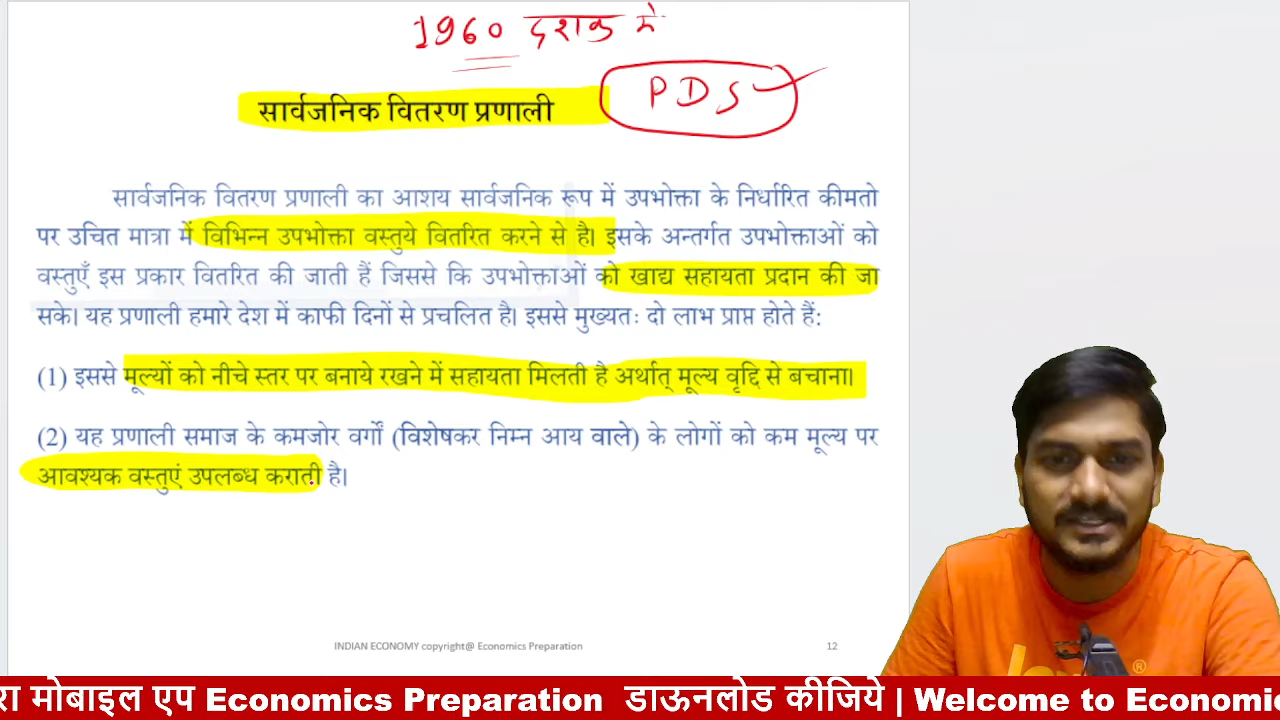 1960 दशक में
PDS
सार्वजनिक वितरण प्रणाली
सार्वजनिक वितरण प्रणाली का आशय सार्वजनिक रूप में उपभोक्ता के निर्धारित कीमतो
पर उचित मात्रा में विभिन्न उपभोक्ता वस्तुये वितरित करने से है। इसके अन्तर्गत उपभोक्ताओं को
वस्तुएँ इस प्रकार वितरित की जाती हैं जिससे कि उपभोक्ताओं को खाद्य सहायता प्रदान की जा
सके। यह प्रणाली हमारे देश में काफी दिनों से प्रचलित है। इससे मुख्यतः दो लाभ प्राप्त होते हैं:
(1) इससे मूल्यों को नीचे स्तर पर बनाये रखने में सहायता मिलती है अर्थात् मूल्य वृद्दि से बचाना।
(2) यह प्रणाली समाज के कमजोर वर्गों (विशेषकर निम्न आय वाले) के लोगों को कम मूल्य पर
आवश्यक वस्तुएं उपलब्ध कराती है।
INDIAN ECONOMY copyright@ Economics Preparation
12
रा मोबाइल एप Economics Preparation डाऊनलोड कीजिये | Welcome to Economic